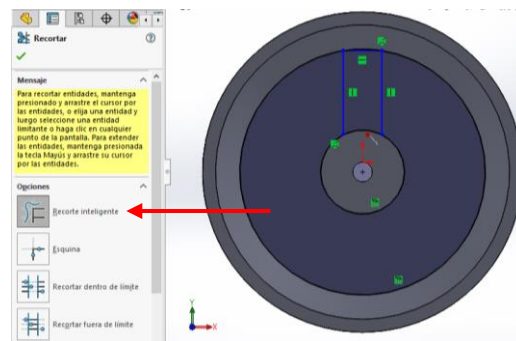 Recortar
Mensaje
Para recortar entidades, mantenga
presionado y arrastre el cursor por
las entidades, o elija una entidad y
luego seleccione una entidad
limitante o haga clic en cualquier
punto de la pantalla. Para extender
las entidades, mantenga presionada
la tecla Mayús y arrastre su cursor
por las entidades.
Opciones
Recorte inteligente
Esquina
Recortar dentro de límite
Recortar fuera de límite
Y
X